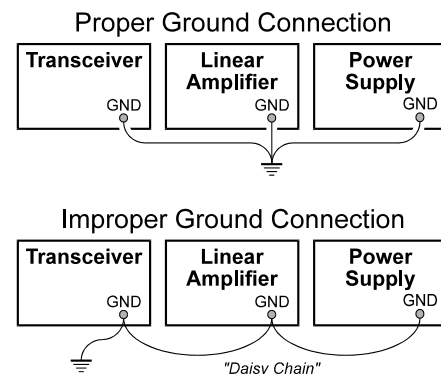 Proper Ground Connection
Transceiver
Linear
Amplifier
Power
Supply
GND
GND
GND
Improper Ground Connection
Transceiver
Linear
Amplifier
Power
Supply
GND
GND
GND
"Daisy Chain"